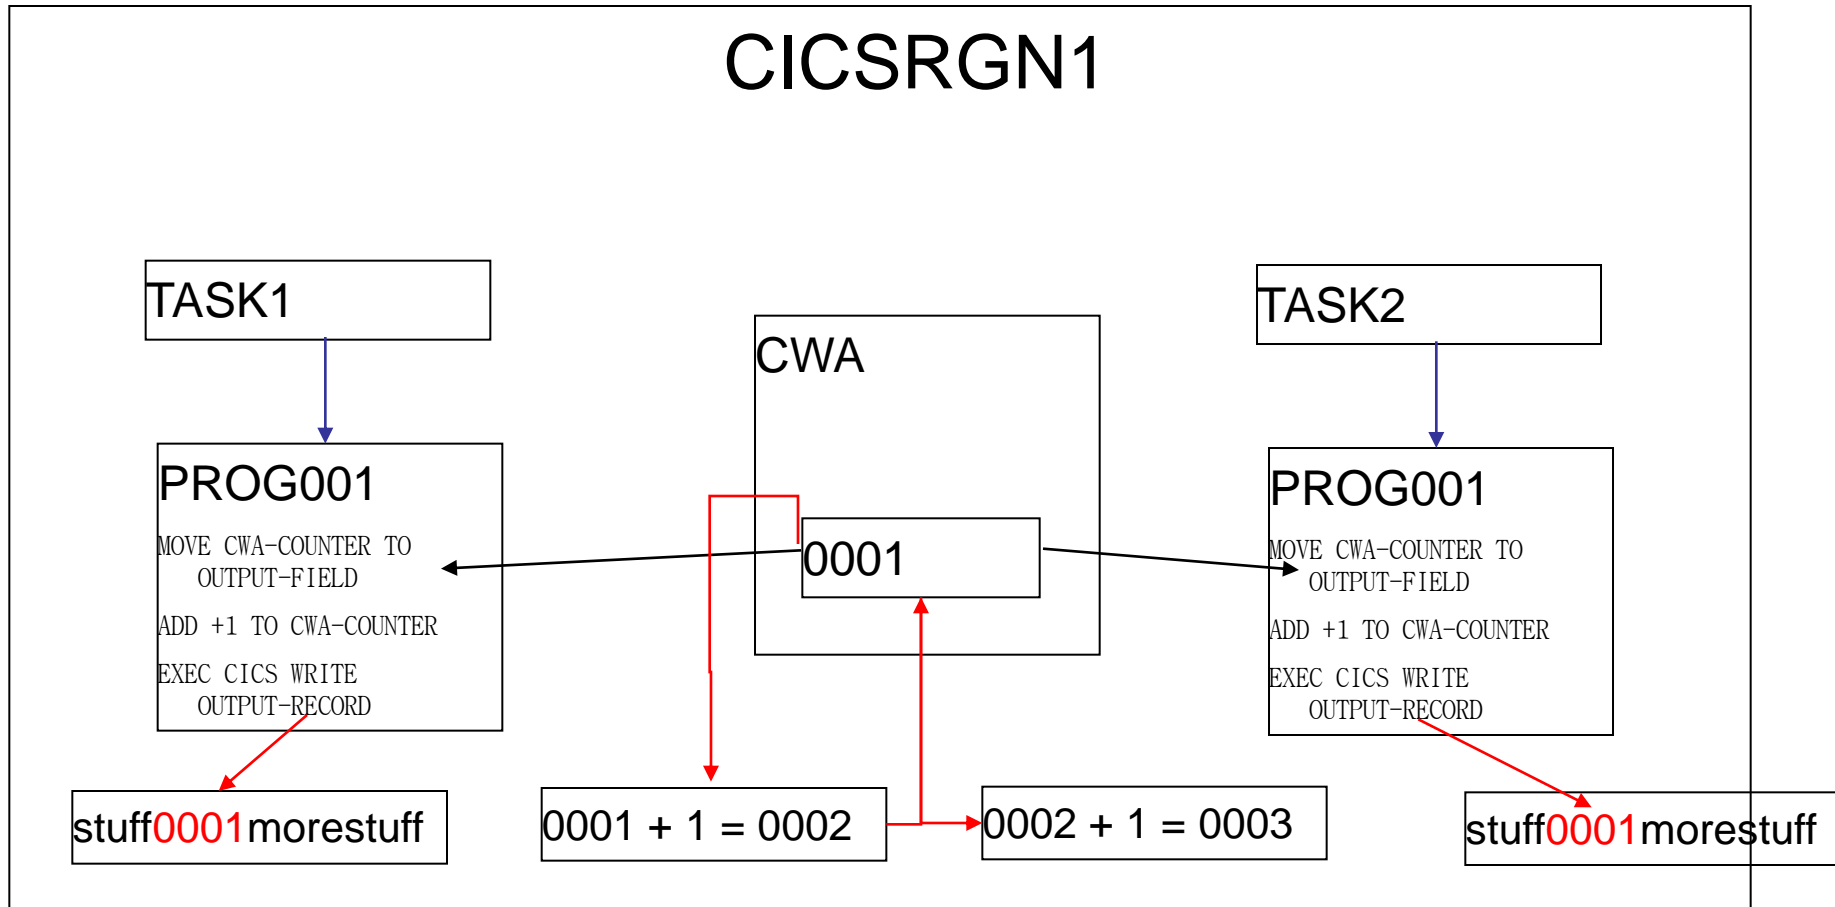 CICSRGN1
TASK1
TASK2
CWA
PROG001
MOVE CWA-COUNTER TO
OUTPUT-FIELD
ADD +1 TO CWA-COUNTER
EXEC CICS WRITE
OUTPUT-RECORD
0001
PROG001
MOVE CWA-COUNTER TO
OUTPUT-FIELD
ADD +1 TO CWA-COUNTER
EXEC CICS WRITE
OUTPUT-RECORD
stuff0001morestuff
0001 + 1 = 0002
0002 + 1 = 0003
stuff0001morestuff